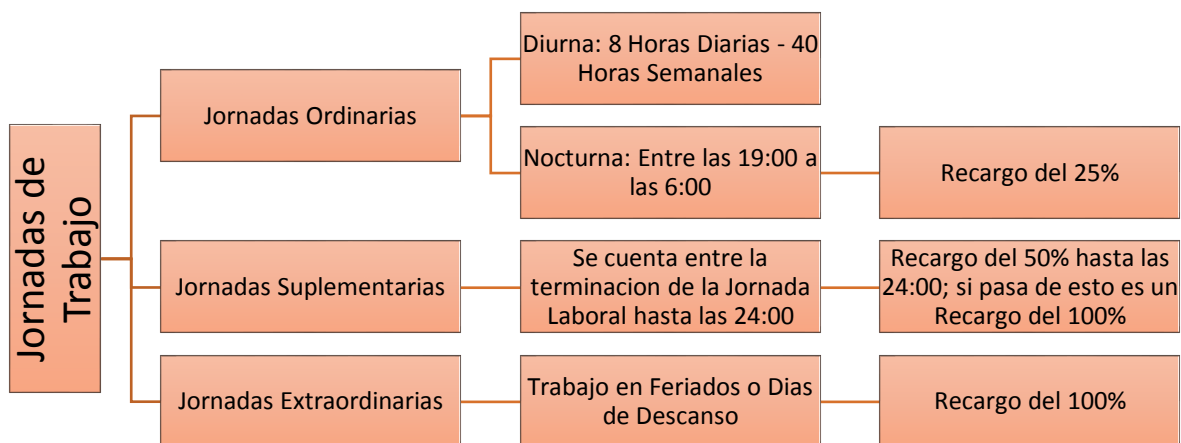 Jornadas de
Trabajo
Jornadas Ordinarias
Diurna: 8 Horas Diarias - 40
Horas Semanales
Nocturna: Entre las 19:00 a
las 6:00
Recargo del 25%
Jornadas Suplementarias
Se cuenta entre la
terminacion de la Jornada
Laboral hasta las 24:00
Recargo del 50% hasta las
24:00; si pasa de esto es un
Recargo del 100%
Jornadas Extraordinarias
Trabajo en Feriados o Dias
de Descanso
Recargo del 100%